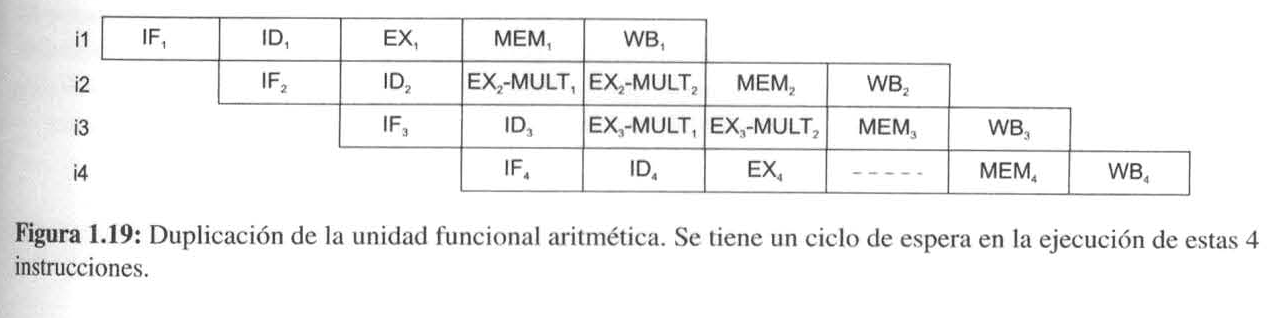 i1 IF₁ ID₁ EX₁ MEM₁ WB₁
i2 IF₂ ID₂ EX₂-MULT₁ EX₂-MULT₂ MEM₂ WB₂
i3 IF₃ ID₃ EX₃-MULT₁ EX₃-MULT₂ MEM₃ WB₃
i4 IF₄ ID₄ EX₄ ----- MEM₄ WB₄
Figura 1.19: Duplicación de la unidad funcional aritmética. Se tiene un ciclo de espera en la ejecución de estas 4
instrucciones.